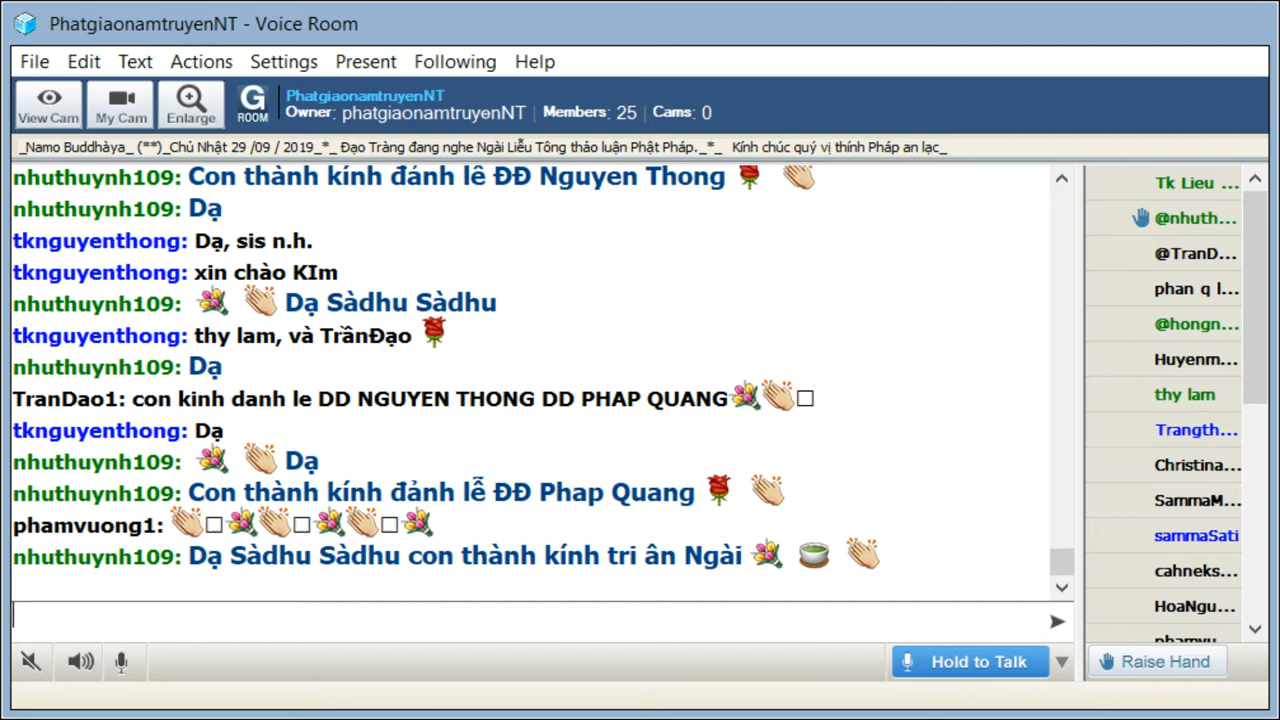 PhatgiaonamtruyenNT - Voice Room
File Edit Text Actions Settings Present Following Help
View Cam My Cam Enlarge G ROOM PhatgiaonamtruyenNT
Owner: phatgiaonamtruyenNT | Members: 25 | Cams: 0
_Namo Buddhàya_ (**)_Chủ Nhật 29 /09 / 2019_*_ Đạo Tràng đang nghe Ngài Liễu Tông thảo luận Phật Pháp._*_ Kính chúc quý vị thính Pháp an lạc_
nhuthuynh109: Con thành kính đánh lê ĐĐ Nguyen Thong 🌹 👏
nhuthuynh109: Dạ
tknguyenthong: Dạ, sis n.h.
tknguyenthong: xin chào KIm
nhuthuynh109: 💐 👏 Dạ Sàdhu Sàdhu
tknguyenthong: thy lam, và TrầnĐạo 🌹
nhuthuynh109: Dạ
TranDao1: con kinh danh le DD NGUYEN THONG DD PHAP QUANG💐👏□
tknguyenthong: Dạ
nhuthuynh109: 💐 👏 Dạ
nhuthuynh109: Con thành kính đảnh lễ ĐĐ Phap Quang 🌹 👏
phamvuong1: 👏□💐👏□💐👏□💐
nhuthuynh109: Dạ Sàdhu Sàdhu con thành kính tri ân Ngài 💐 🍵 👏
Tk Lieu ...
@nhuth...
@TranD...
phan q l...
@hongn...
Huyenm...
thy lam
Trangth...
Christina...
SammaM...
sammaSati
cahneks...
HoaNgu...
phamvu
Hold to Talk
Raise Hand